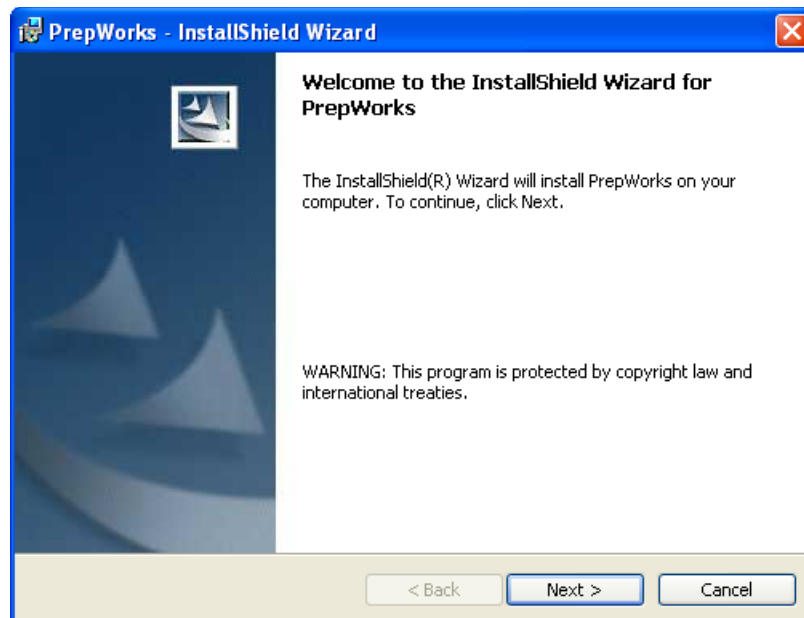 PrepWorks - InstallShield Wizard
Welcome to the InstallShield Wizard for
PrepWorks
The InstallShield(R) Wizard will install PrepWorks on your
computer. To continue, click Next.
WARNING: This program is protected by copyright law and
international treaties.
< Back Next > Cancel